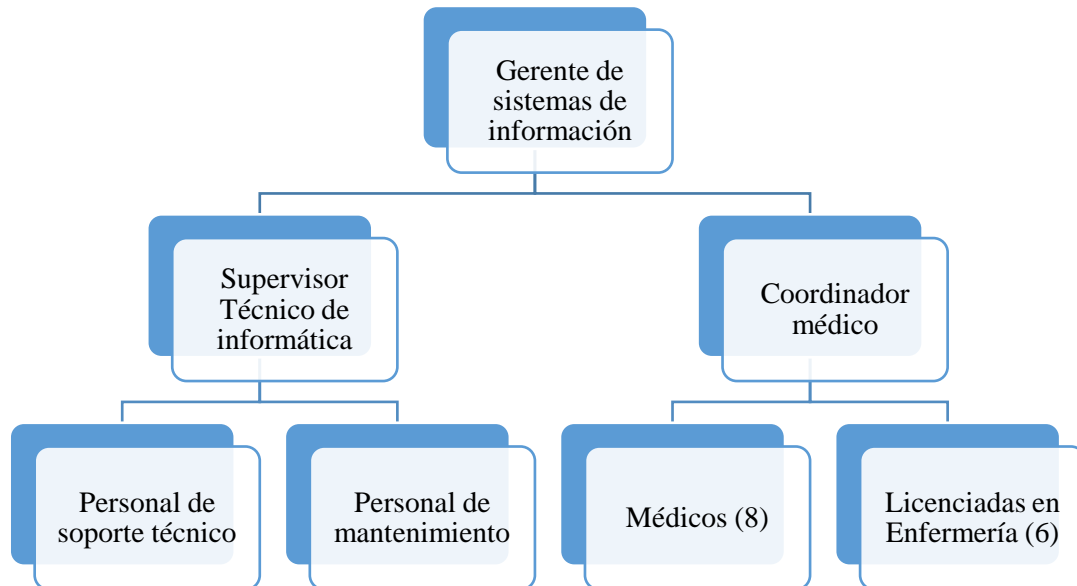 Gerente de
sistemas de
información
Supervisor
Técnico de
informática
Coordinador
médico
Personal de
soporte técnico
Personal de
mantenimiento
Médicos (8)
Licenciadas en
Enfermería (6)